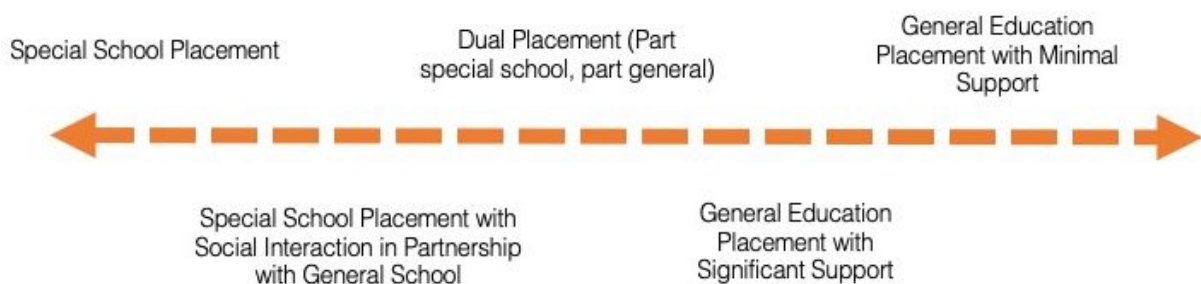 Special School Placement
Dual Placement (Part
special school, part general)
General Education
Placement with Minimal
Support
Special School Placement with
Social Interaction in Partnership
with General School
General Education
Placement with
Significant Support